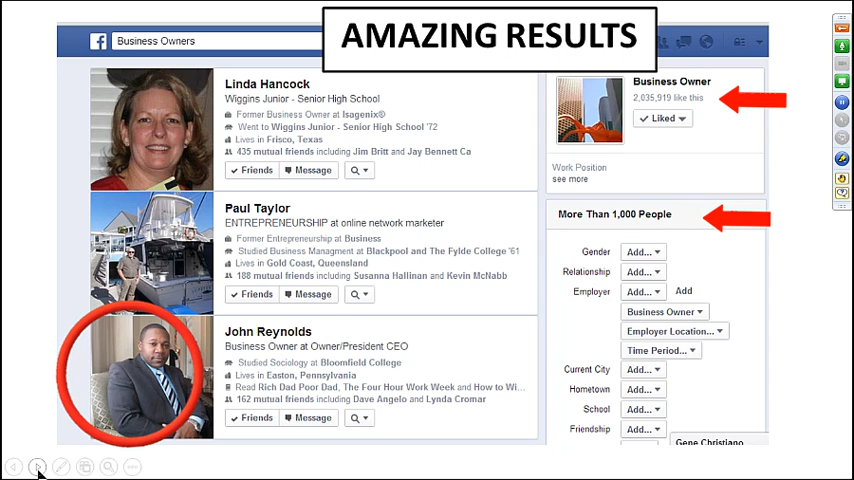 AMAZING RESULTS
f
Business Owners
Linda Hancock
Wiggins Junior - Senior High School
Former Business Owner at Isagenix®
Went to Wiggins Junior - Senior High School '72
Lives in Frisco, Texas
435 mutual friends including Jim Britt and Jay Bennett Ca
Friends
Message
Paul Taylor
ENTREPRENEURSHIP at online network marketer
Former Entrepreneurship at Business
Studied Business Managment at Blackpool and The Fylde College '61
Lives in Gold Coast, Queensland
188 mutual friends including Susanna Hallinan and Kevin McNabb
Friends
Message
John Reynolds
Business Owner at Owner/President CEO
Studied Sociology at Bloomfield College
Lives in Easton, Pennsylvania
Read Rich Dad Poor Dad, The Four Hour Work Week and How to Wi...
162 mutual friends including Dave Angelo and Lynda Cromar
Friends
Message
Business Owner
2,035,919 like this
Liked
Work Position
see more
More Than 1,000 People
Gender Add...
Relationship Add...
Employer Add... Add
Business Owner
Employer Location...
Time Period...
Current City Add...
Hometown Add...
School Add...
Friendship Add...
Gene Christiano